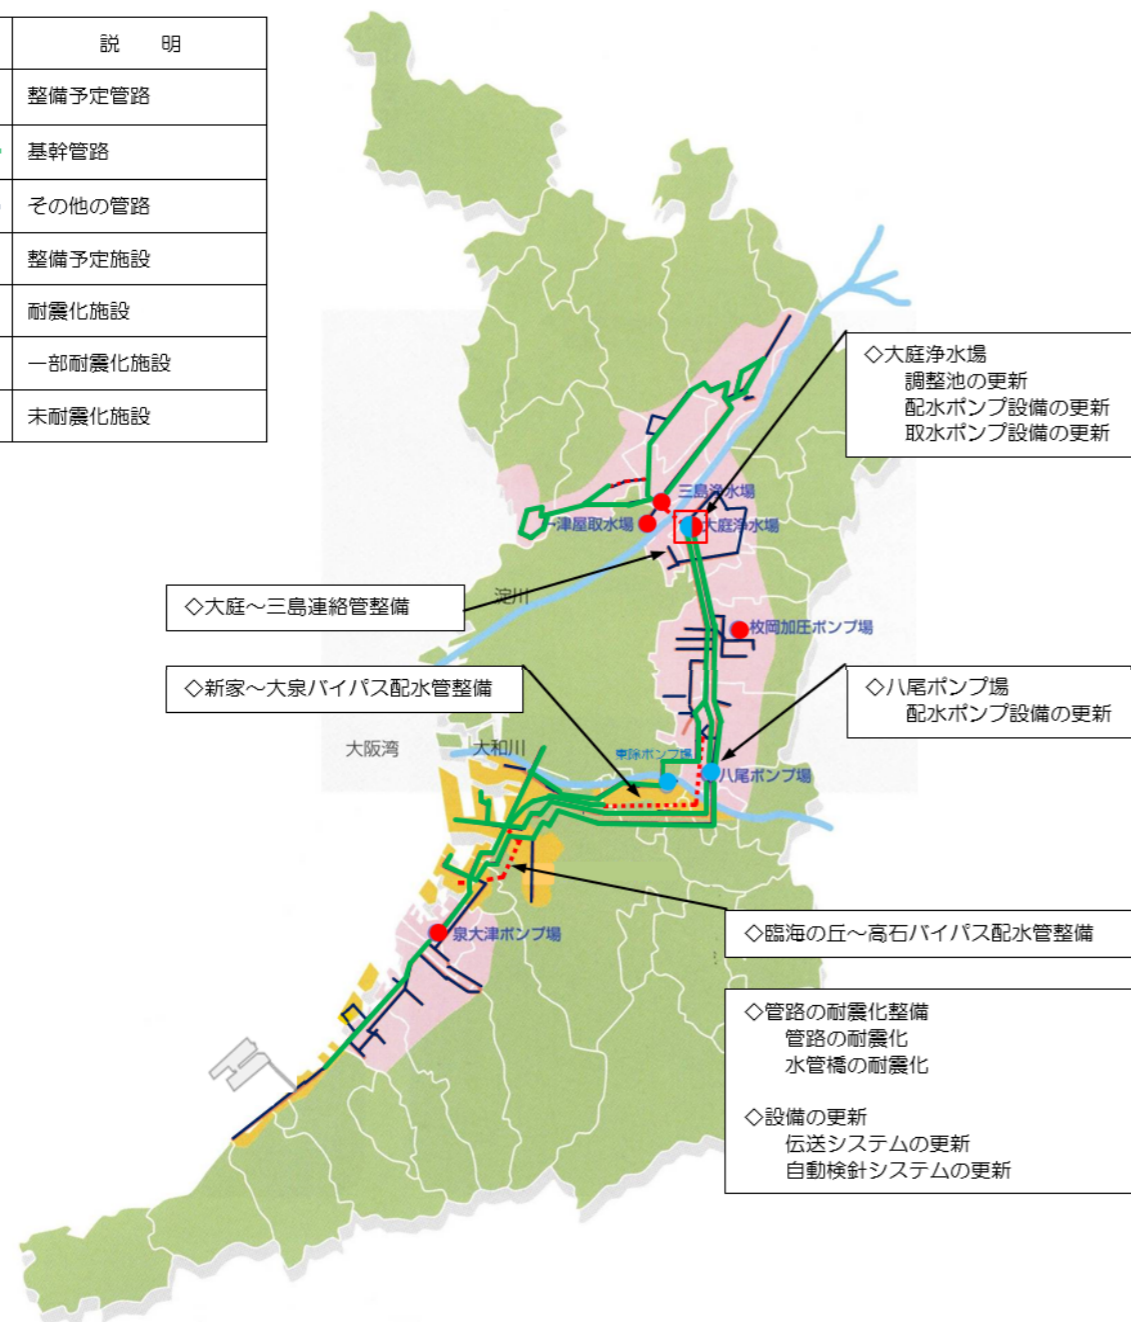 説　明
整備予定管路
基幹管路
その他の管路
整備予定施設
耐震化施設
一部耐震化施設
未耐震化施設
◇大庭浄水場
調整池の更新
配水ポンプ設備の更新
取水ポンプ設備の更新
三島浄水場
津屋取水場
大庭浄水場
◇大庭～三島連絡管整備
淀川
枚岡加圧ポンプ場
◇新家～大泉バイパス配水管整備
◇八尾ポンプ場
配水ポンプ設備の更新
大阪湾
大和川
東除ポンプ場
八尾ポンプ場
泉大津ポンプ場
◇臨海の丘～高石バイパス配水管整備
◇管路の耐震化整備
管路の耐震化
水管橋の耐震化
◇設備の更新
伝送システムの更新
自動検針システムの更新